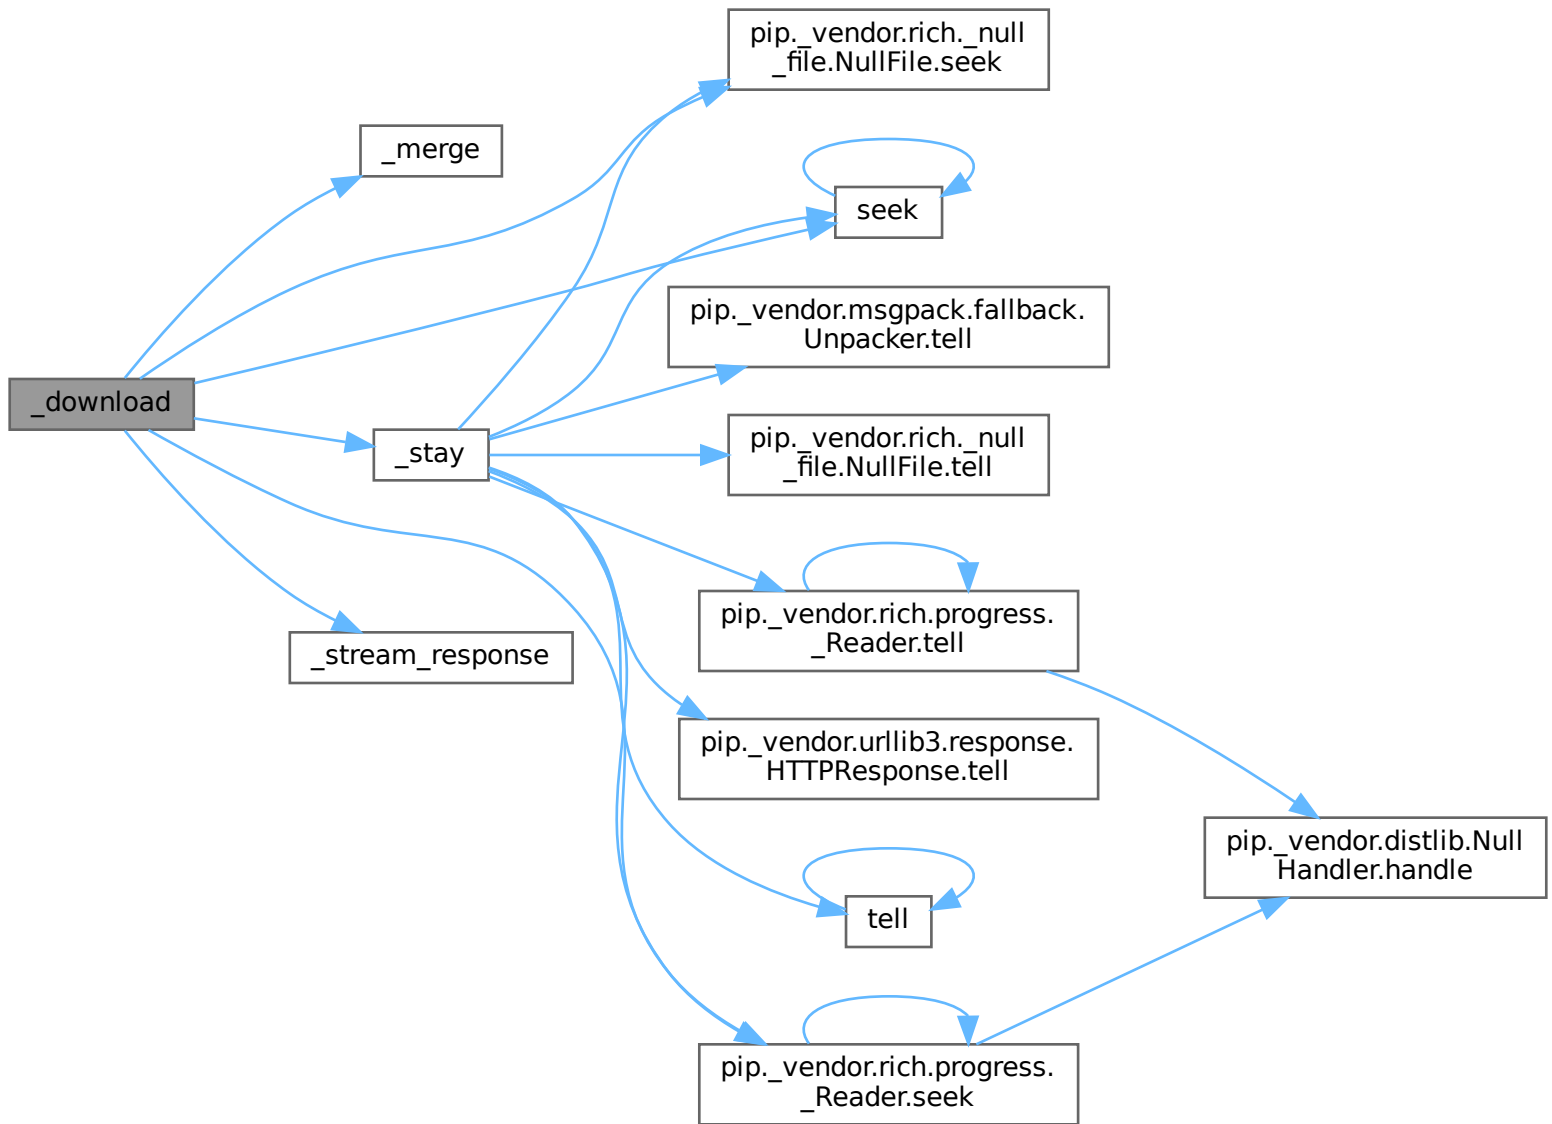 pip._vendor.rich._null
_file.NullFile.seek
_merge
seek
pip._vendor.msgpack.fallback.
Unpacker.tell
_download
_stay
pip._vendor.rich._null
_file.NullFile.tell
pip._vendor.rich.progress.
_Reader.tell
_stream_response
pip._vendor.urllib3.response.
HTTPResponse.tell
pip._vendor.distlib.Null
Handler.handle
tell
pip._vendor.rich.progress.
_Reader.seek